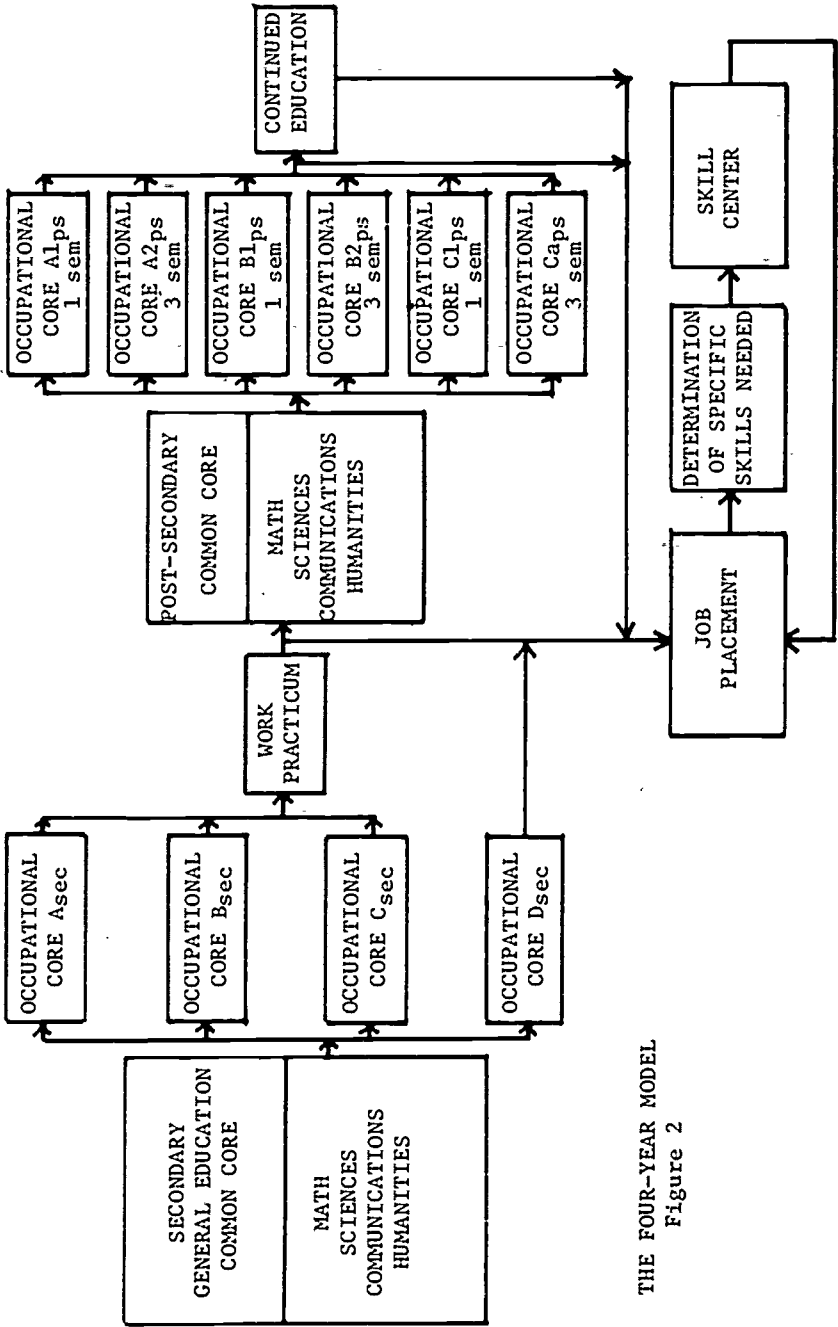 SECONDARY
GENERAL EDUCATION
COMMON CORE
MATH
SCIENCES
COMMUNICATIONS
HUMANITIES
OCCUPATIONAL
CORE Asec
OCCUPATIONAL
CORE Bsec
OCCUPATIONAL
CORE Csec
OCCUPATIONAL
CORE Dsec
WORK
PRACTICUM
POST-SECONDARY
COMMON CORE
MATH
SCIENCES
COMMUNICATIONS
HUMANITIES
OCCUPATIONAL
CORE A1ps
1 sem
OCCUPATIONAL
CORE A2ps
3 sem
OCCUPATIONAL
CORE B1ps
1 sem
OCCUPATIONAL
CORE B2ps
3 sem
OCCUPATIONAL
CORE C1ps
1 sem
OCCUPATIONAL
CORE Caps
3 sem
CONTINUED
EDUCATION
JOB
PLACEMENT
DETERMINATION
OF SPECIFIC
SKILLS NEEDED
SKILL
CENTER
THE FOUR-YEAR MODEL
Figure 2